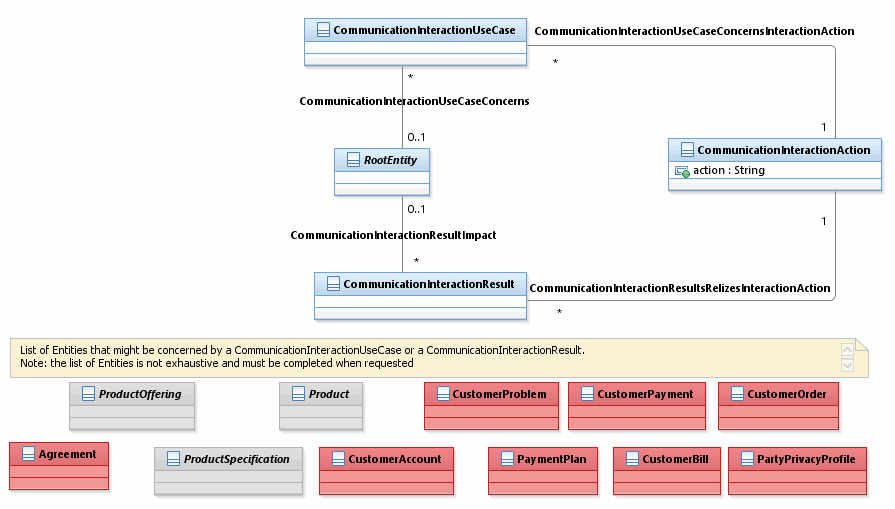 CommunicationInteractionUseCase
CommunicationInteractionUseCaseConcernsInteractionAction
*
*
CommunicationInteractionUseCaseConcerns
0..1
1
RootEntity
CommunicationInteractionAction
action : String
0..1
1
CommunicationInteractionResultImpact
*
CommunicationInteractionResult
CommunicationInteractionResultsRelizesInteractionAction
*
List of Entities that might be concerned by a CommunicationInteractionUseCase or a CommunicationInteractionResult.
Note: the list of Entities is not exhaustive and must be completed when requested
ProductOffering
Product
CustomerProblem
CustomerPayment
CustomerOrder
Agreement
ProductSpecification
CustomerAccount
PaymentPlan
CustomerBill
PartyPrivacyProfile